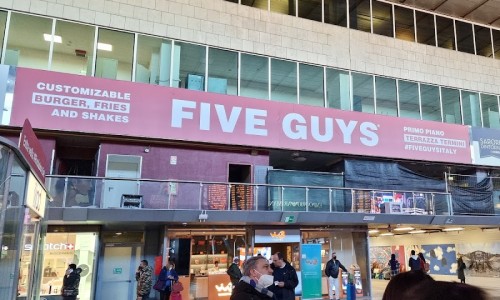 CUSTOMIZABLE
BURGER, FRIES
AND SHAKES
FIVE GUYS
PRIMO PIANO
TERRAZZA TERMINI
#FIVEGUYSITALY